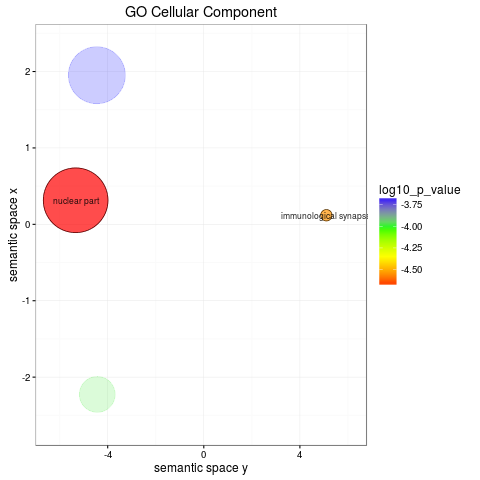 GO Cellular Component
semantic space x
2
1
0
-1
-2
nuclear part
immunological synapse
-4
0
4
semantic space y
log10_p_value
-3.75
-4.00
-4.25
-4.50